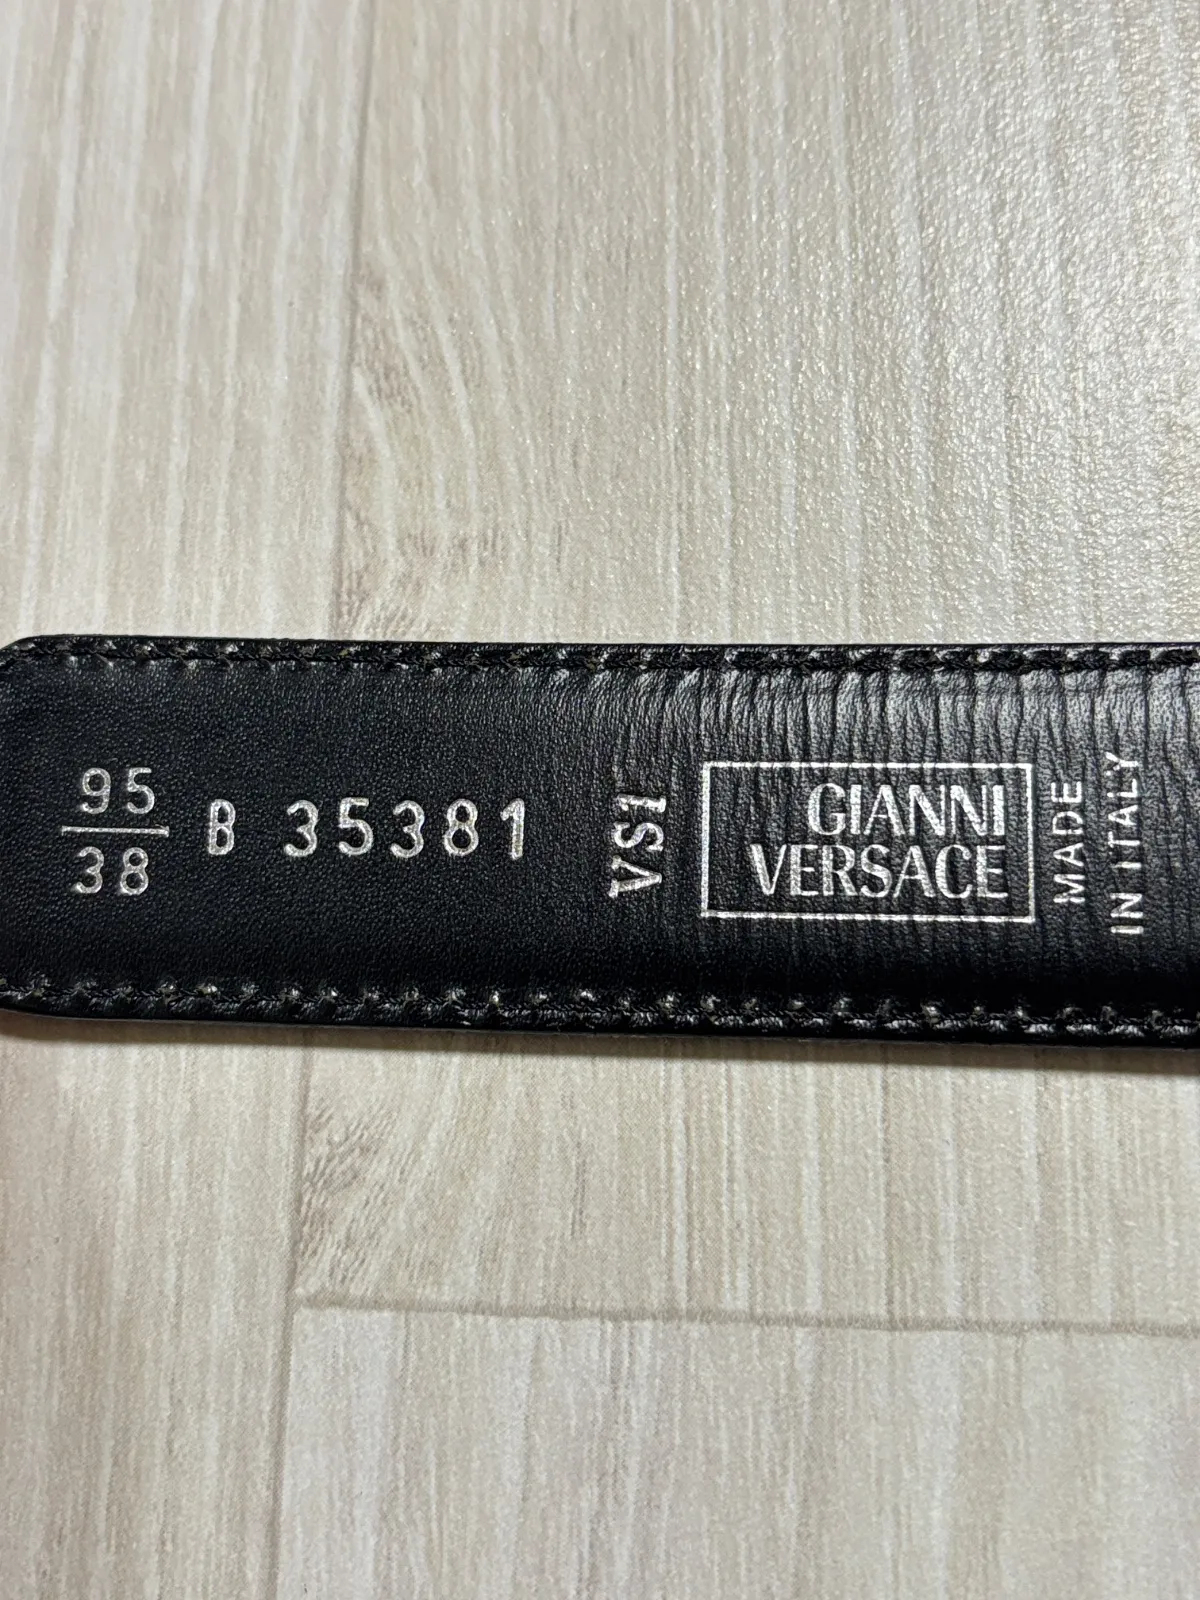 95
38
B 35381
VS1
GIANNI
VERSACE
MADE
IN ITALY